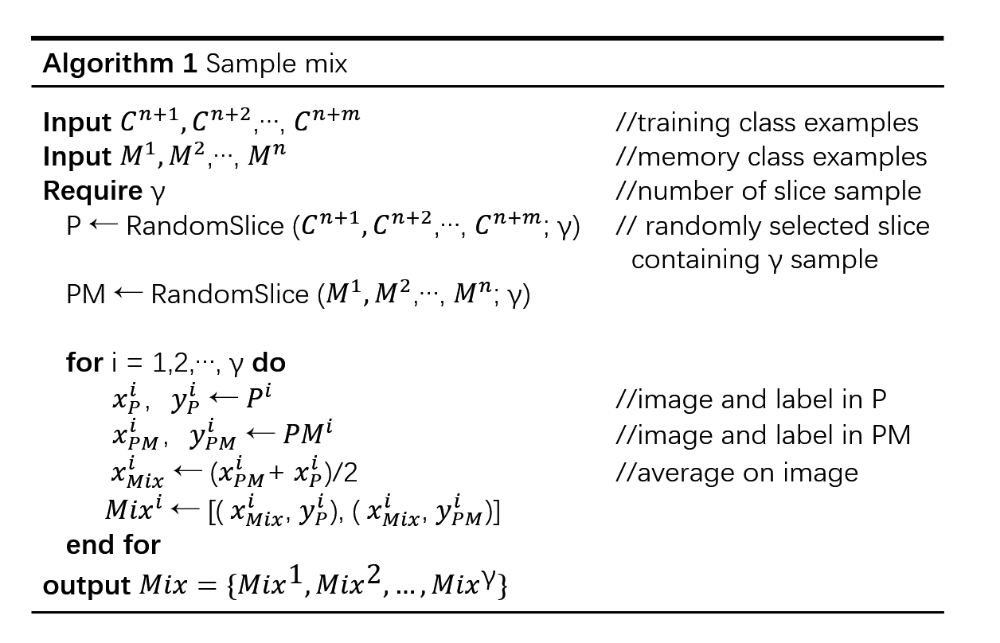 Algorithm 1 Sample mix
Input C^{n+1}, C^{n+2},⋯, C^{n+m} //training class examples
Input M^1, M^2,⋯, M^n //memory class examples
Require γ //number of slice sample
P ← RandomSlice (C^{n+1}, C^{n+2},⋯, C^{n+m}; γ) // randomly selected slice
containing γ sample
PM ← RandomSlice (M^1, M^2,⋯, M^n; γ)
for i = 1,2,⋯, γ do
x_P^i, y_P^i ← P^i //image and label in P
x_{PM}^i, y_{PM}^i ← PM^i //image and label in PM
x_{Mix}^i ← (x_{PM}^i + x_P^i)/2 //average on image
Mix^i ← [( x_{Mix}^i, y_P^i), ( x_{Mix}^i, y_{PM}^i)]
end for
output Mix = {Mix^1, Mix^2, …, Mix^γ}